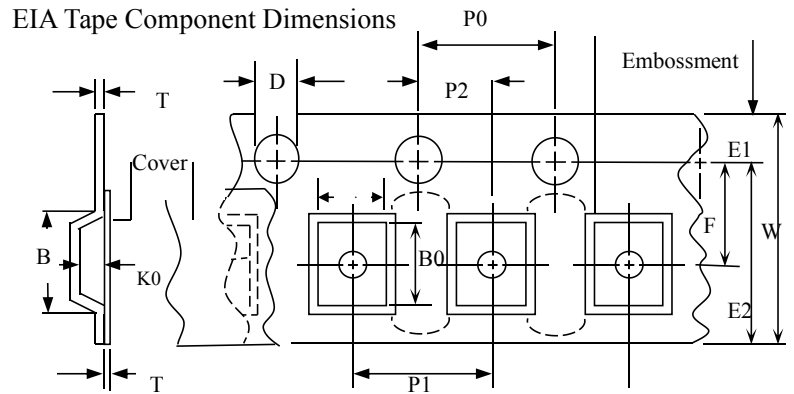 EIA Tape Component Dimensions
P0
D
P2
Embossment
T
Cover
E1
F
W
B
B0
K0
E2
P1
T